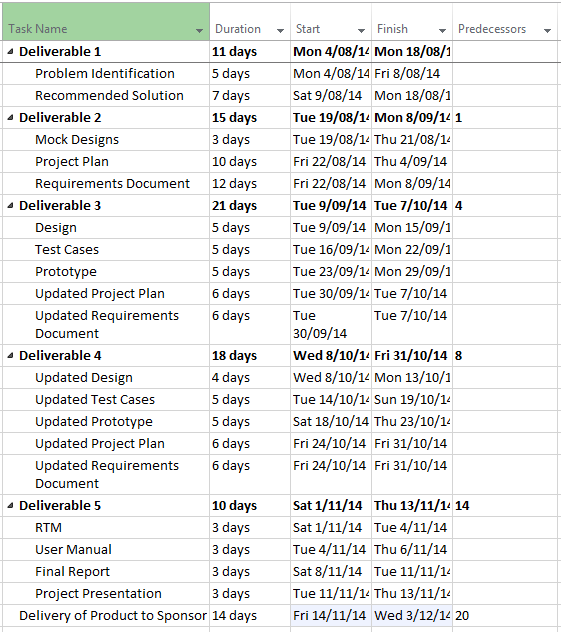 Task Name Duration Start Finish Predecessors
Deliverable 1 11 days Mon 4/08/14 Mon 18/08/1
Problem Identification 5 days Mon 4/08/14 Fri 8/08/14
Recommended Solution 7 days Sat 9/08/14 Mon 18/08/1
Deliverable 2 15 days Tue 19/08/14 Mon 8/09/14 1
Mock Designs 3 days Tue 19/08/14 Thu 21/08/14
Project Plan 10 days Fri 22/08/14 Thu 4/09/14
Requirements Document 12 days Fri 22/08/14 Mon 8/09/14
Deliverable 3 21 days Tue 9/09/14 Tue 7/10/14 4
Design 5 days Tue 9/09/14 Mon 15/09/1
Test Cases 5 days Tue 16/09/14 Mon 22/09/1
Prototype 5 days Tue 23/09/14 Mon 29/09/1
Updated Project Plan 6 days Tue 30/09/14 Tue 7/10/14
Updated Requirements 6 days Tue Tue 7/10/14
Document 30/09/14
Deliverable 4 18 days Wed 8/10/14 Fri 31/10/14 8
Updated Design 4 days Wed 8/10/14 Mon 13/10/1
Updated Test Cases 5 days Tue 14/10/14 Sun 19/10/14
Updated Prototype 5 days Sat 18/10/14 Thu 23/10/14
Updated Project Plan 6 days Fri 24/10/14 Fri 31/10/14
Updated Requirements 6 days Fri 24/10/14 Fri 31/10/14
Document
Deliverable 5 10 days Sat 1/11/14 Thu 13/11/14 14
RTM 3 days Sat 1/11/14 Tue 4/11/14
User Manual 3 days Tue 4/11/14 Thu 6/11/14
Final Report 3 days Sat 8/11/14 Tue 11/11/14
Project Presentation 3 days Tue 11/11/14 Thu 13/11/14
Delivery of Product to Sponsor 14 days Fri 14/11/14 Wed 3/12/14 20